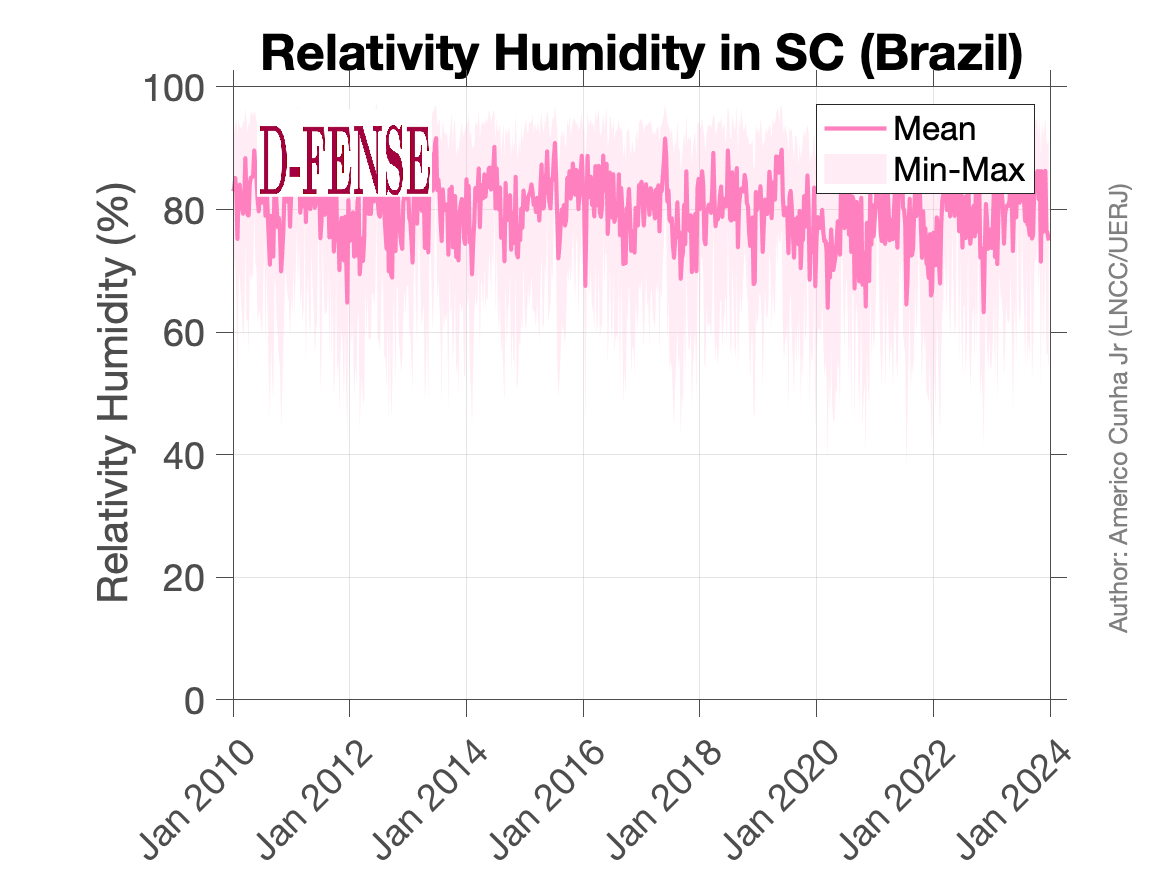 Relativity Humidity in SC (Brazil)
D-FENSE
Mean
Min-Max
Relativity Humidity (%)
100
80
60
40
20
0
Jan 2010
Jan 2012
Jan 2014
Jan 2016
Jan 2018
Jan 2020
Jan 2022
Jan 2024
Author: Americo Cunha Jr (LNCC/UERJ)